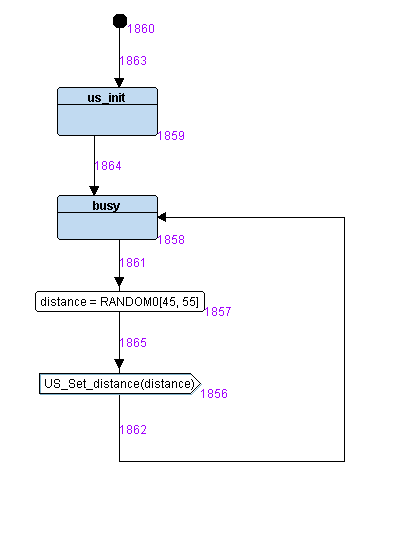 1860
1863
us_init
1859
1864
busy
1858
1861
distance = RANDOM0[45, 55]
1857
1865
US_Set_distance(distance)
1856
1862